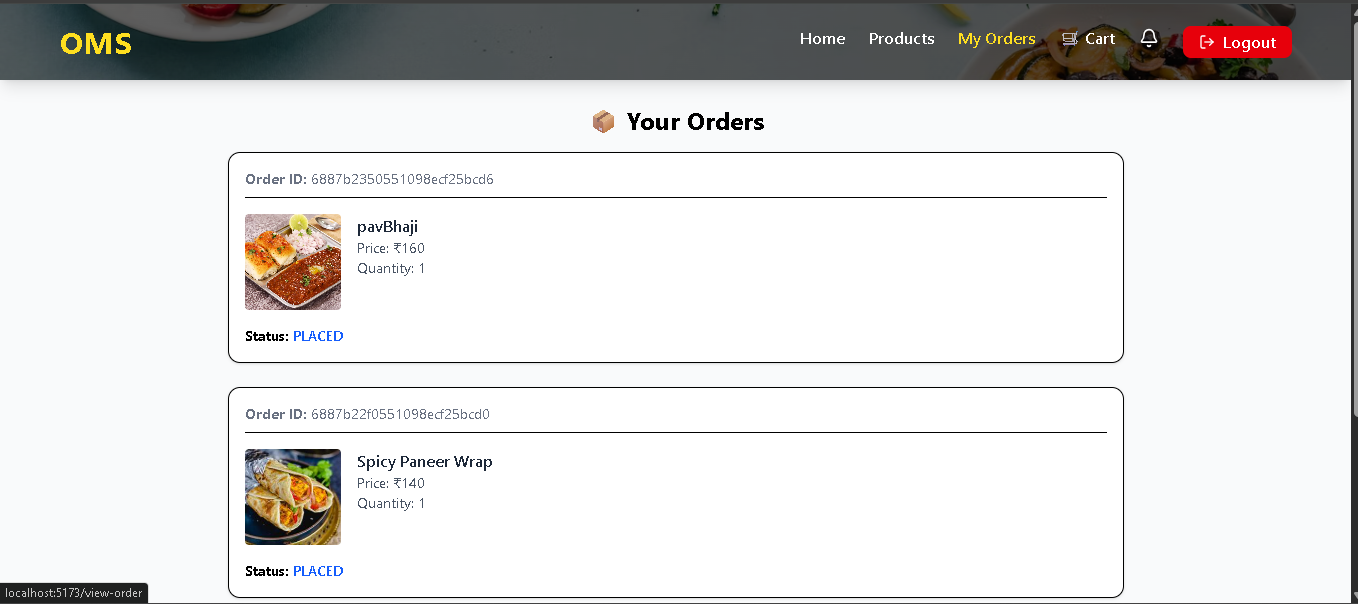 OMS
Home Products My Orders Cart Logout
Your Orders
Order ID: 6887b2350551098ecf25bcd6
pavBhaji
Price: ₹160
Quantity: 1
Status: PLACED
Order ID: 6887b22f0551098ecf25bcd0
Spicy Paneer Wrap
Price: ₹140
Quantity: 1
Status: PLACED
localhost:5173/view-order